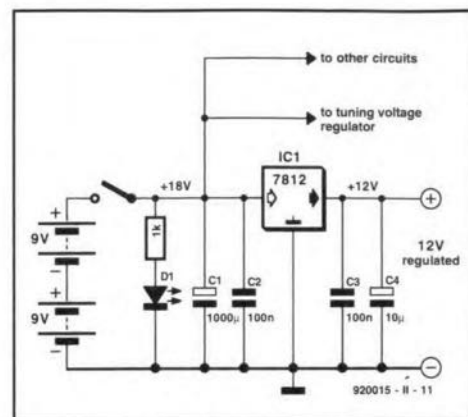 to other circuits
to tuning voltage
regulator
IC1
7812
+18V
+12V
+
9V
−
+
9V
−
1k
D1
C1
1000µ
C2
100n
C3
100n
C4
10µ
+
12V
regulated
−
920015 - II - 11